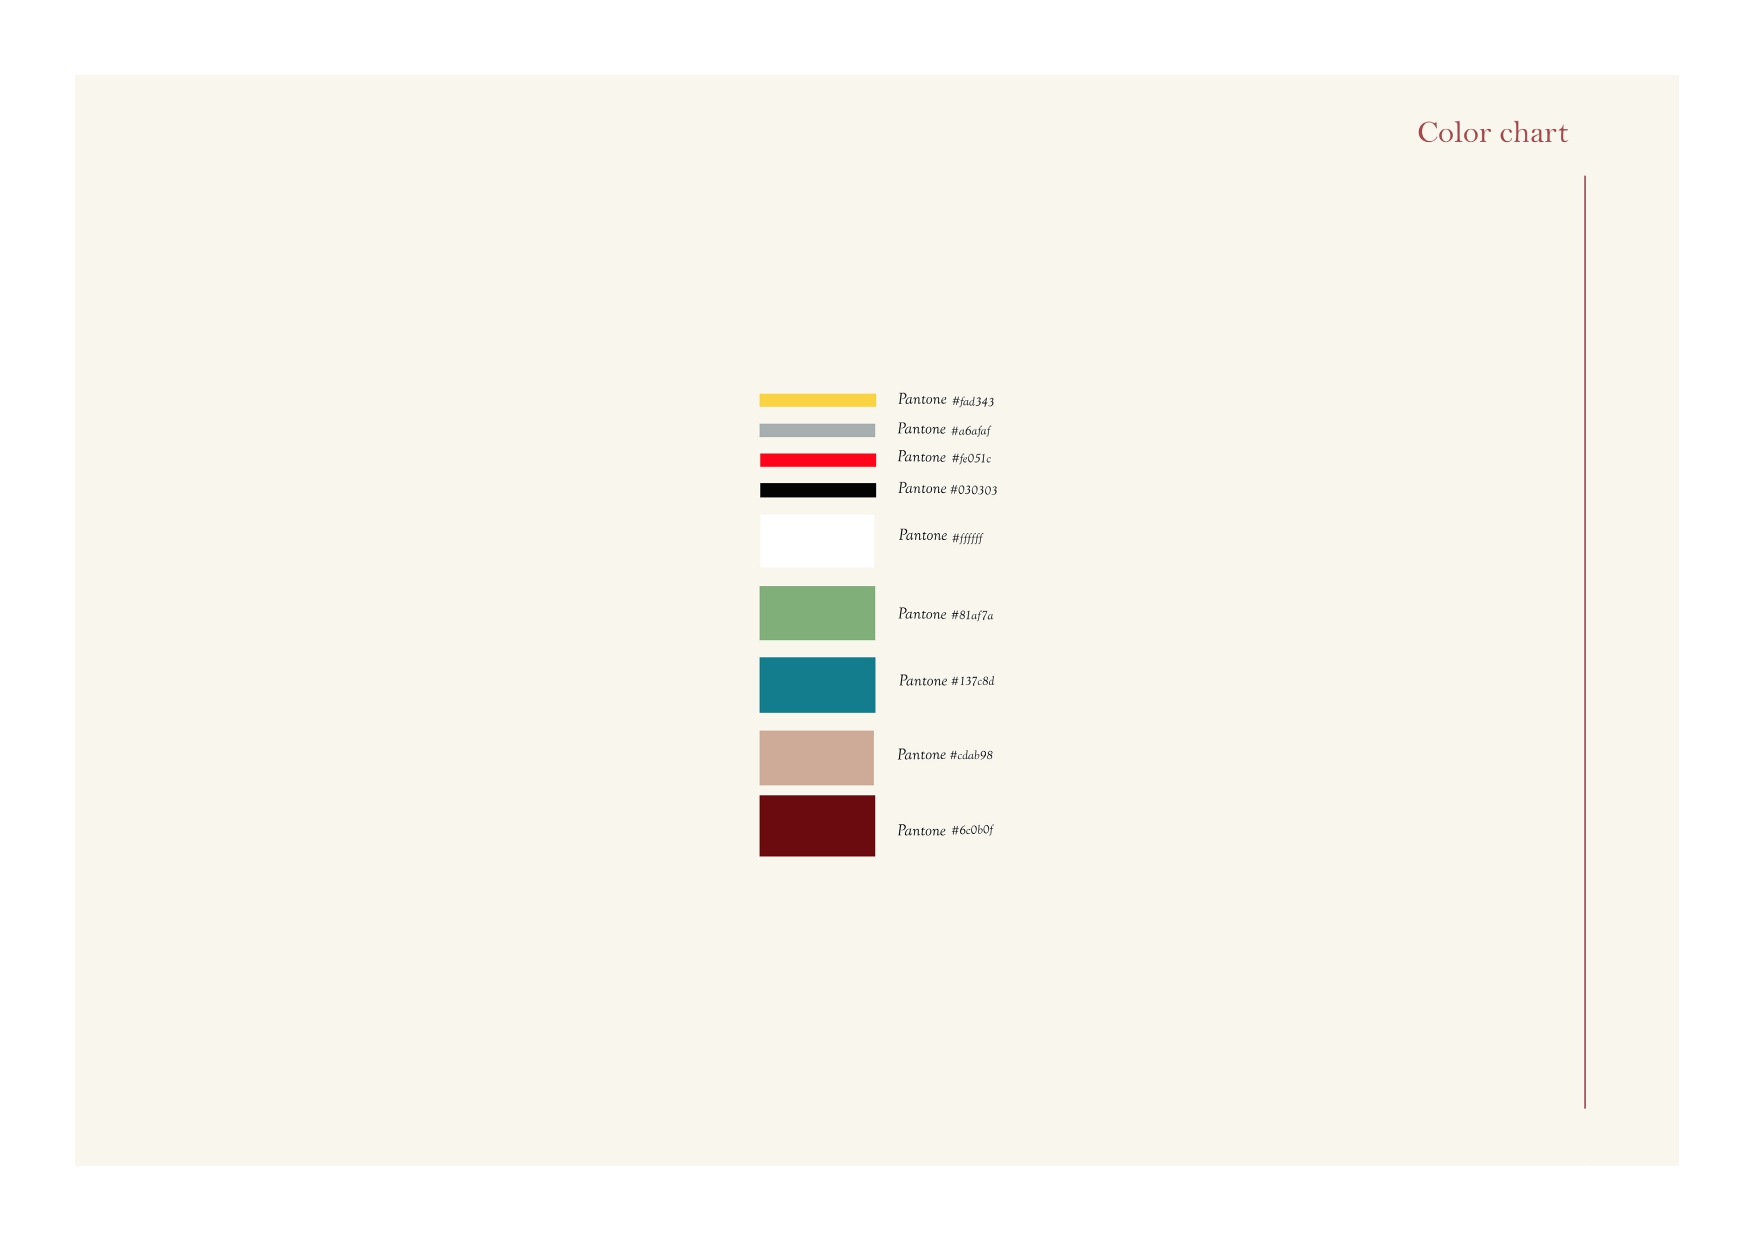 Color chart
Pantone #fad343
Pantone #a6afaf
Pantone #fe051c
Pantone #030303
Pantone #ffffff
Pantone #81af7a
Pantone #137c8d
Pantone #cdab98
Pantone #6c0b0f